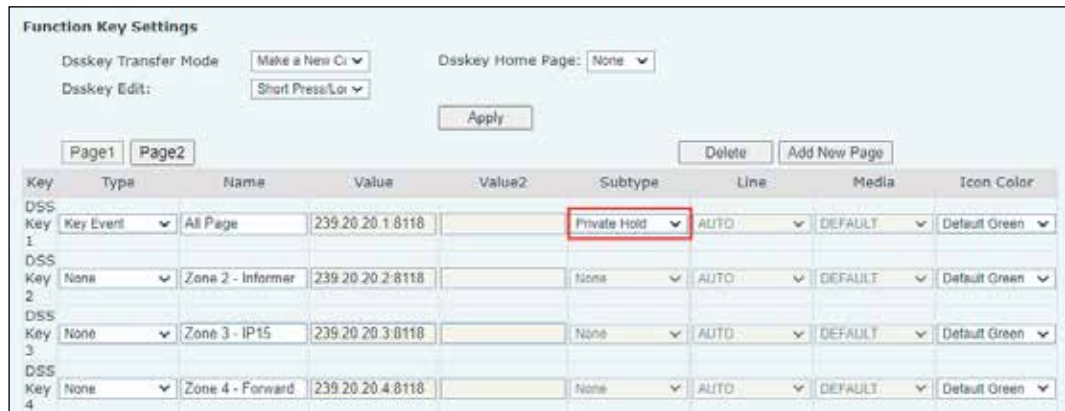 Function Key Settings
Dsskey Transfer Mode Make a New Ca Dsskey Home Page: None
Dsskey Edit: Short Press/Lor
Apply
Page1 Page2 Delete Add New Page
Key Type Name Value Value2 Subtype Line Media Icon Color
DSS Key 1 Key Event All Page 239.20.20.1:8118 Private Hold AUTO DEFAULT Default Green
DSS Key 2 None Zone 2 - Informer 239.20.20.2:8118 None AUTO DEFAULT Default Green
DSS Key 3 None Zone 3 - IP15 239.20.20.3:8118 None AUTO DEFAULT Default Green
DSS Key 4 None Zone 4 - Forward 239.20.20.4:8118 None AUTO DEFAULT Default Green